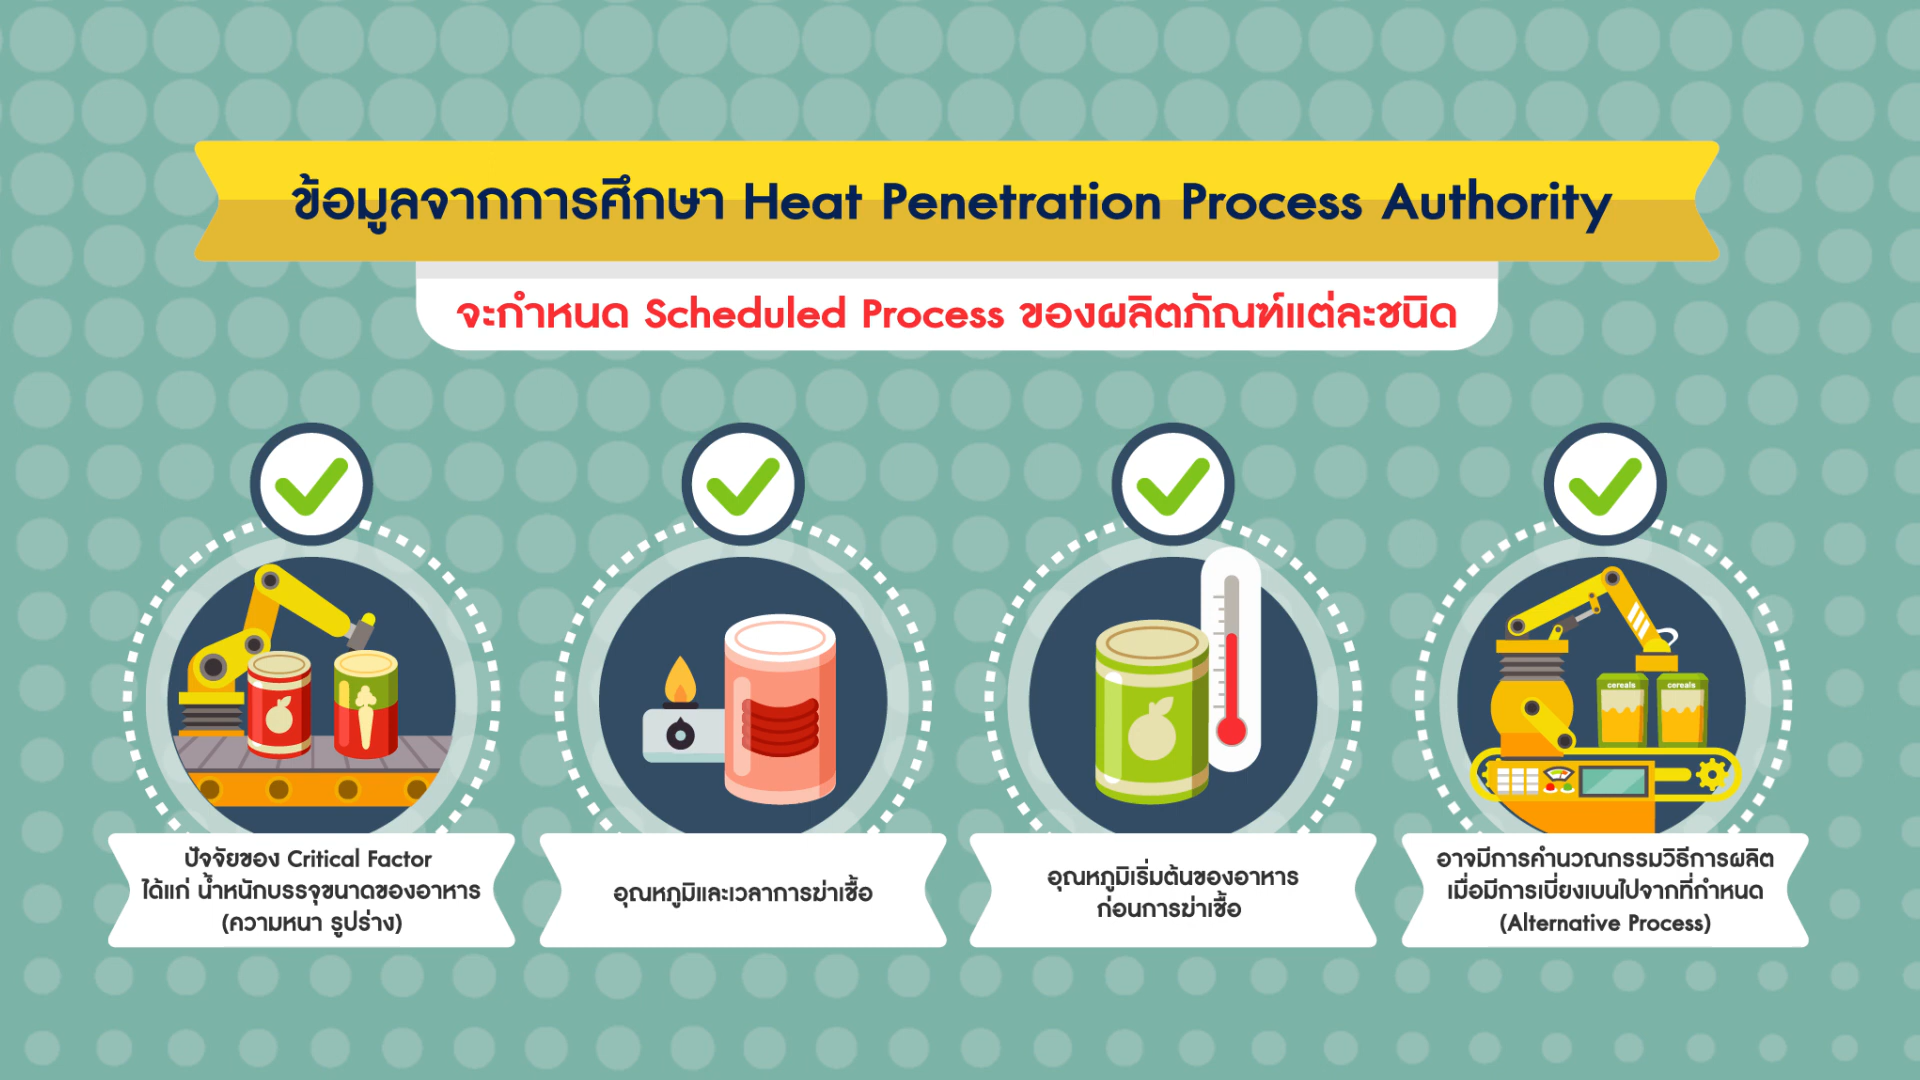 ข้อมูลจากการศึกษา Heat Penetration Process Authority
จะกำหนด Scheduled Process ของผลิตภัณฑ์แต่ละชนิด
ปัจจัยของ Critical Factor
ได้แก่ น้ำหนักบรรจุขนาดของอาหาร
(ความหนา รูปร่าง)
อุณหภูมิและเวลาการฆ่าเชื้อ
อุณหภูมิเริ่มต้นของอาหาร
ก่อนการฆ่าเชื้อ
cereals
cereals
อาจมีการคำนวณกรรมวิธีการผลิต
เมื่อมีการเบี่ยงเบนไปจากที่กำหนด
(Alternative Process)